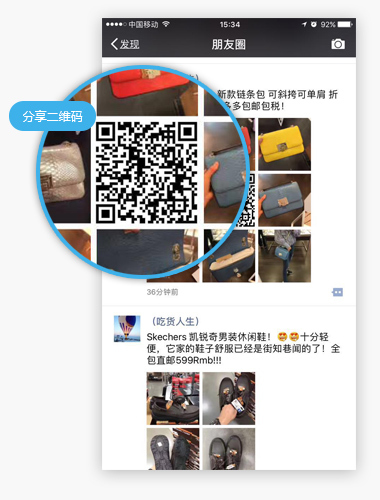 中国移动
15:34
92%
发现
朋友圈
分享二维码
）
新款链条包 可斜挎可单肩 折
多多包邮包税！
36分钟前
（吃货人生）
Skechers 凯锐奇男装休闲鞋！😍😍十分轻
便，它家的鞋子舒服已经是街知巷闻的了！全
包直邮599Rmb!!!